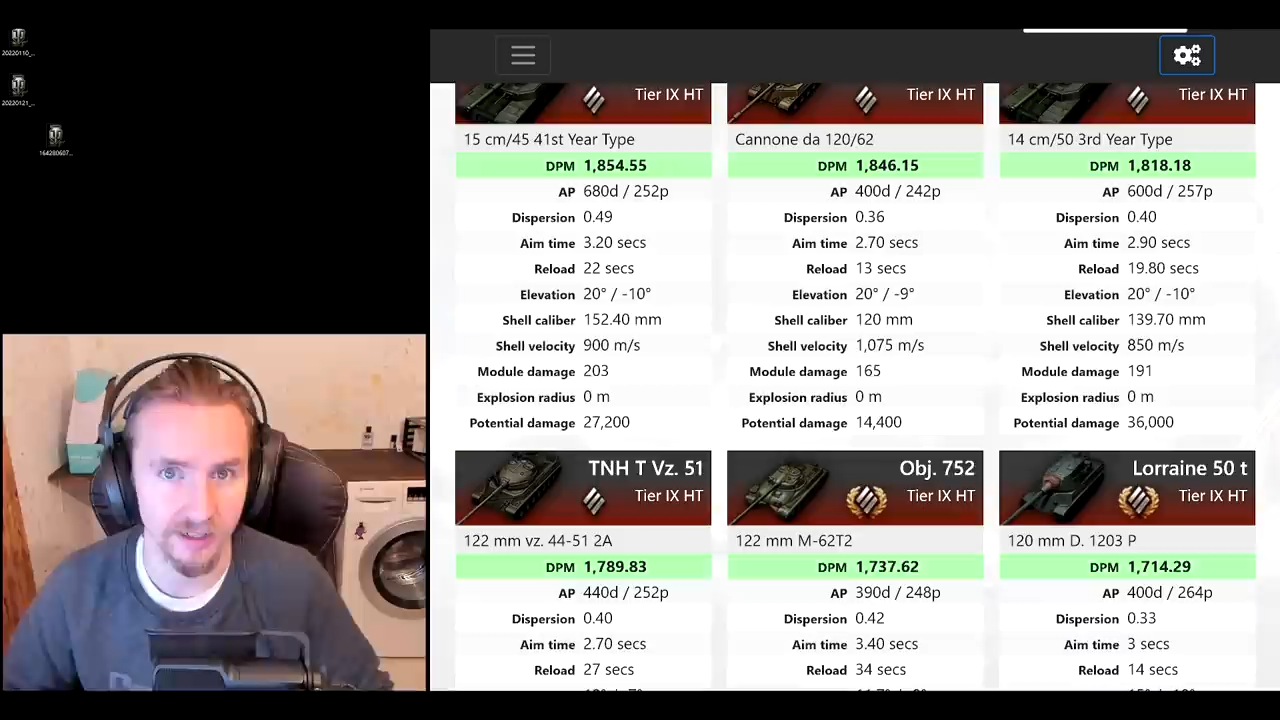 20220110_...
20220121_...
164280607...
Tier IX HT
15 cm/45 41st Year Type
DPM 1,854.55
AP 680d / 252p
Dispersion 0.49
Aim time 3.20 secs
Reload 22 secs
Elevation 20° / -10°
Shell caliber 152.40 mm
Shell velocity 900 m/s
Module damage 203
Explosion radius 0 m
Potential damage 27,200
Tier IX HT
Cannone da 120/62
DPM 1,846.15
AP 400d / 242p
Dispersion 0.36
Aim time 2.70 secs
Reload 13 secs
Elevation 20° / -9°
Shell caliber 120 mm
Shell velocity 1,075 m/s
Module damage 165
Explosion radius 0 m
Potential damage 14,400
Tier IX HT
14 cm/50 3rd Year Type
DPM 1,818.18
AP 600d / 257p
Dispersion 0.40
Aim time 2.90 secs
Reload 19.80 secs
Elevation 20° / -10°
Shell caliber 139.70 mm
Shell velocity 850 m/s
Module damage 191
Explosion radius 0 m
Potential damage 36,000
TNH T Vz. 51
Tier IX HT
122 mm vz. 44-51 2A
DPM 1,789.83
AP 440d / 252p
Dispersion 0.40
Aim time 2.70 secs
Reload 27 secs
Obj. 752
Tier IX HT
122 mm M-62T2
DPM 1,737.62
AP 390d / 248p
Dispersion 0.42
Aim time 3.40 secs
Reload 34 secs
Lorraine 50 t
Tier IX HT
120 mm D. 1203 P
DPM 1,714.29
AP 400d / 264p
Dispersion 0.33
Aim time 3 secs
Reload 14 secs